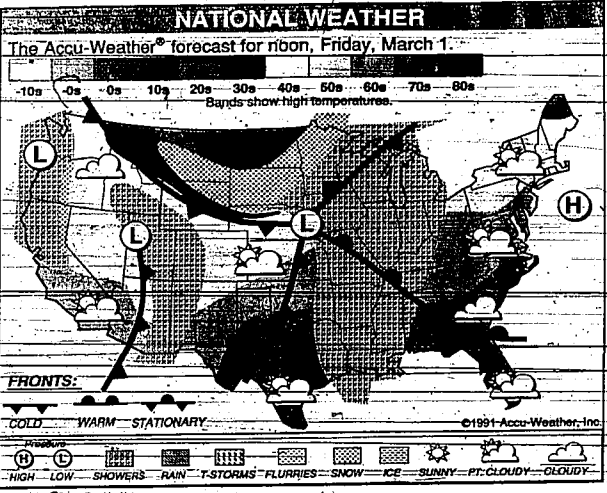 NATIONAL WEATHER
The Accu-Weather® forecast for noon, Friday, March 1.
-10s -0s 0s 10s 20s 30s 40s 50s 60s 70s 80s
Bands show high temperatures.
L
L
L
H
FRONTS:
COLD WARM STATIONARY
©1991 Accu-Weather, Inc.
Pressure
H L
HIGH LOW SHOWERS RAIN T-STORMS FLURRIES SNOW ICE SUNNY PT. CLOUDY CLOUDY